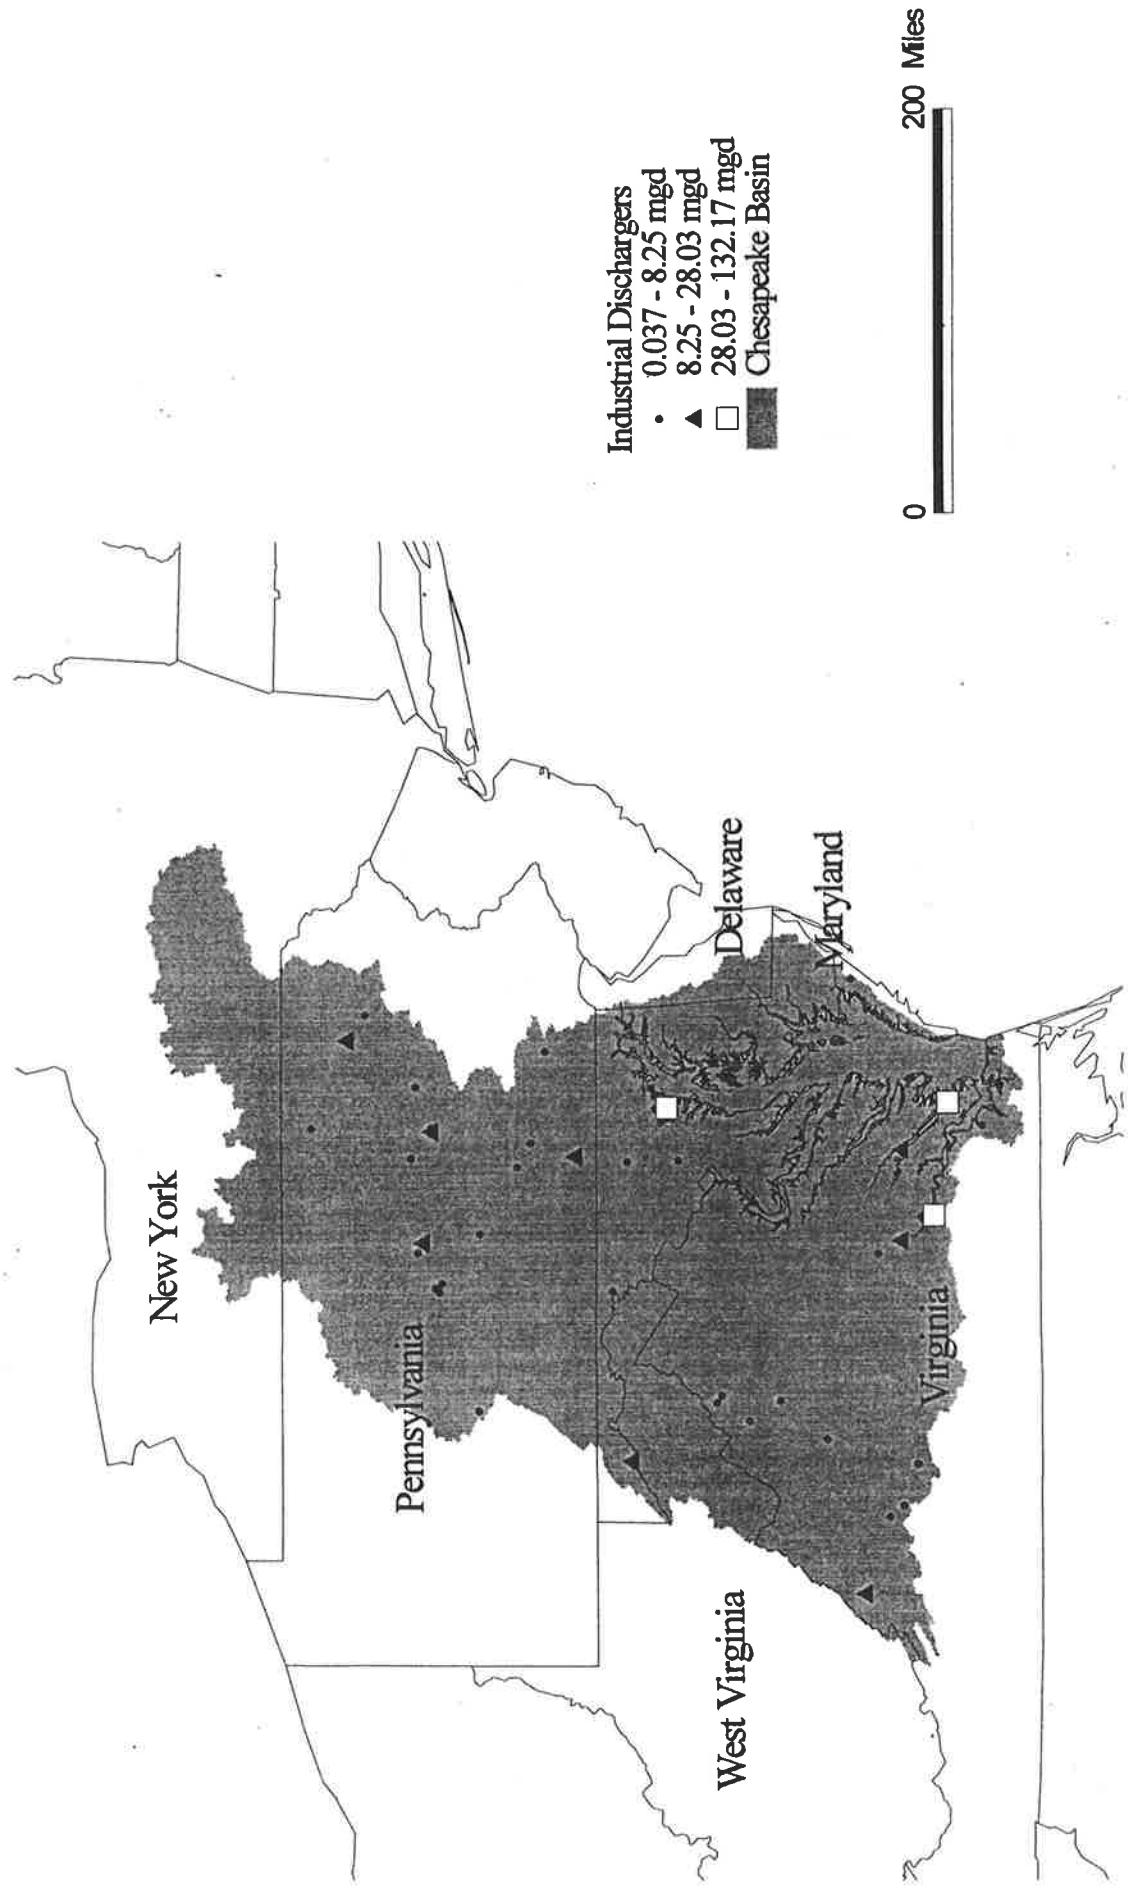 New York
Pennsylvania
West Virginia
Virginia
Delaware
Maryland
Industrial Dischargers
0.037 - 8.25 mgd
8.25 - 28.03 mgd
28.03 - 132.17 mgd
Chesapeake Basin
0 200 Miles